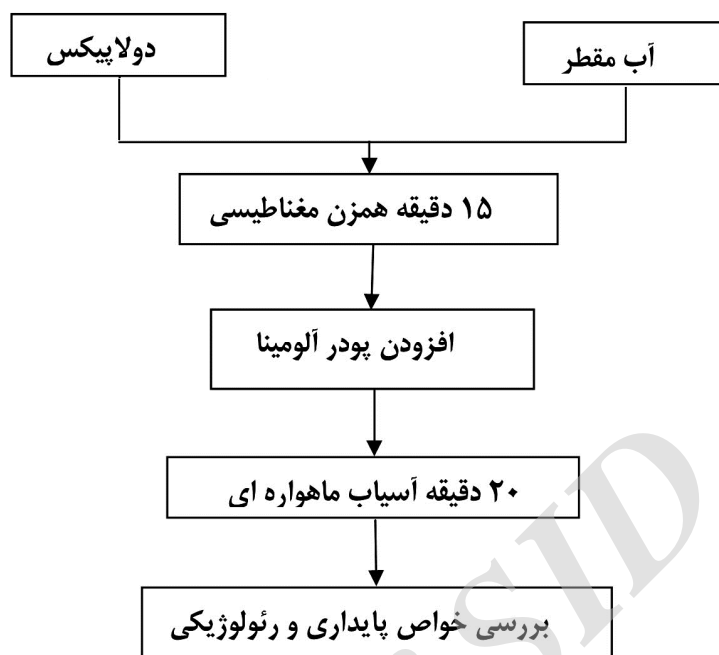 آب مقطر
دولاپیکس
۱۵ دقیقه همزن مغناطیسی
افزودن پودر آلومینا
۲۰ دقیقه آسیاب ماهواره ای
بررسی خواص پایداری و رئولوژیکی
SID